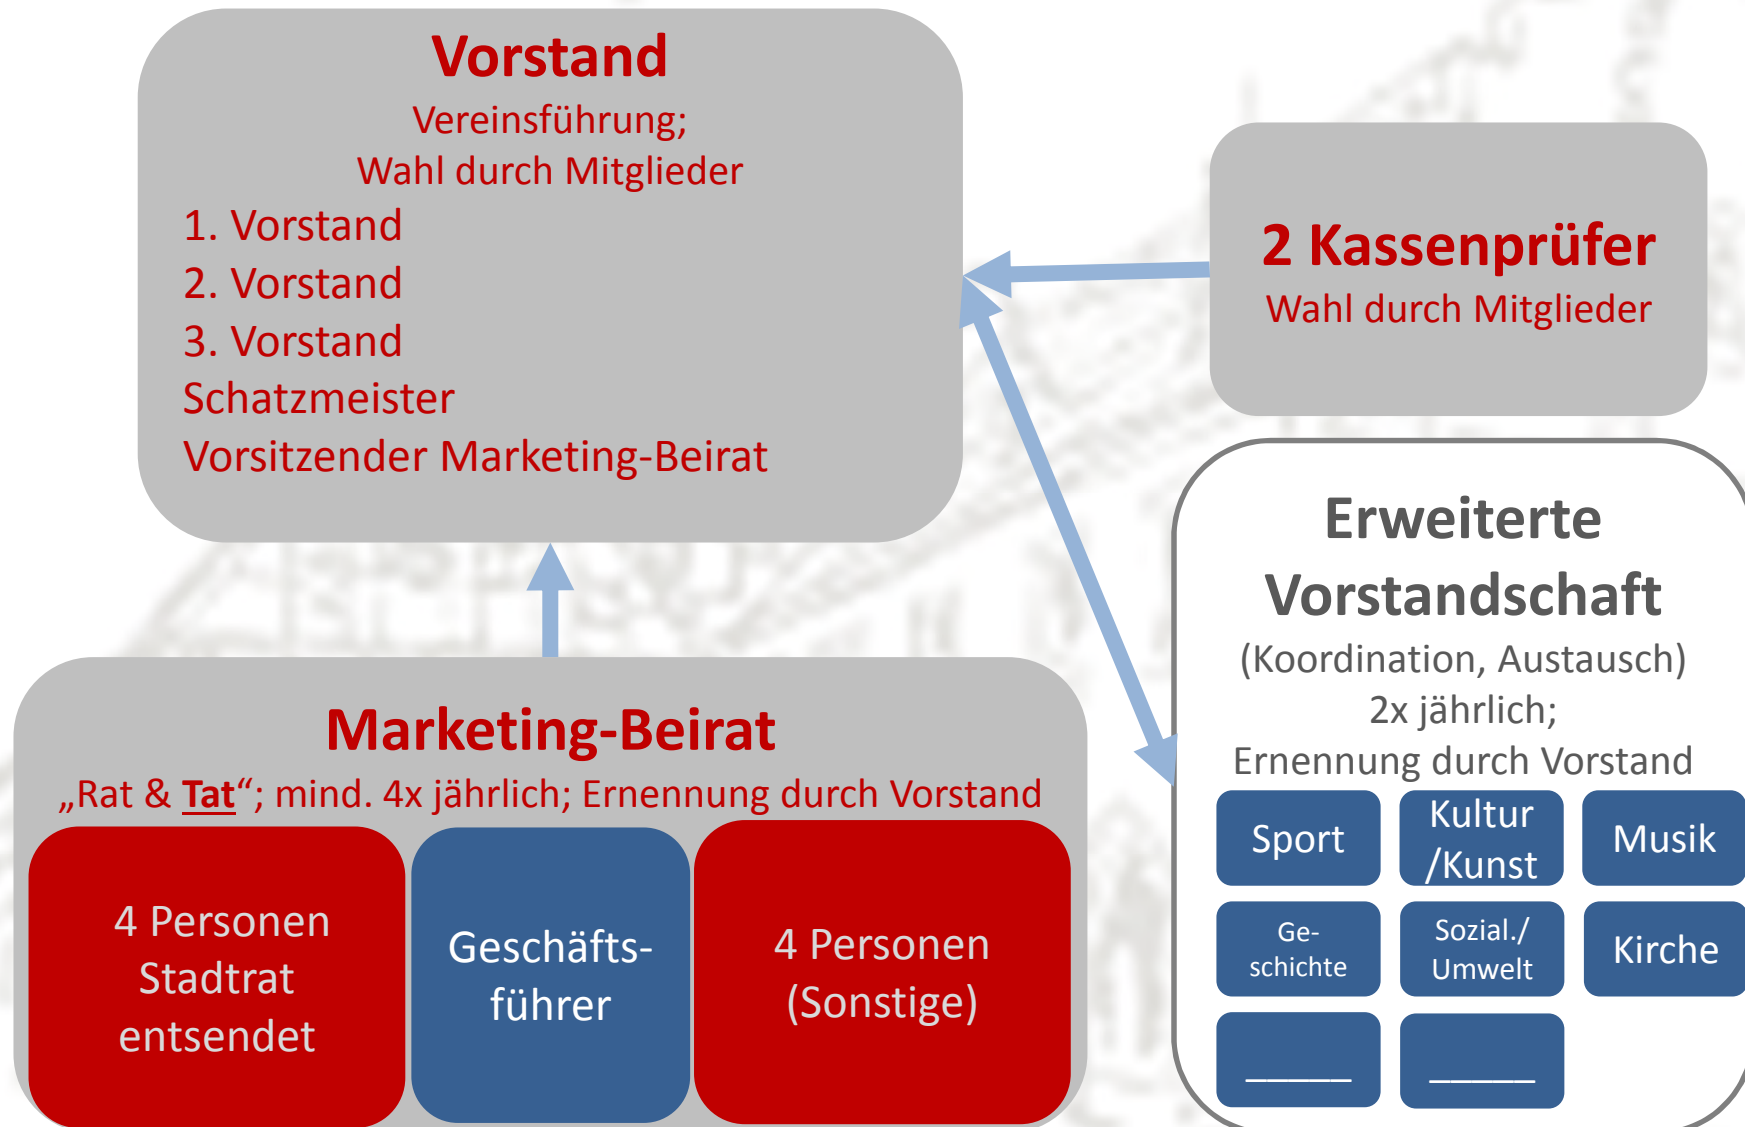 Vorstand
Vereinsführung;
Wahl durch Mitglieder
1. Vorstand
2. Vorstand
3. Vorstand
Schatzmeister
Vorsitzender Marketing-Beirat
2 Kassenprüfer
Wahl durch Mitglieder
Erweiterte
Vorstandschaft
(Koordination, Austausch)
2x jährlich;
Ernennung durch Vorstand
Sport
Kultur
/Kunst
Musik
Ge-
schichte
Sozial./
Umwelt
Kirche
_____
_____
Marketing-Beirat
„Rat & Tat“; mind. 4x jährlich; Ernennung durch Vorstand
4 Personen
Stadtrat
entsendet
Geschäfts-
führer
4 Personen
(Sonstige)